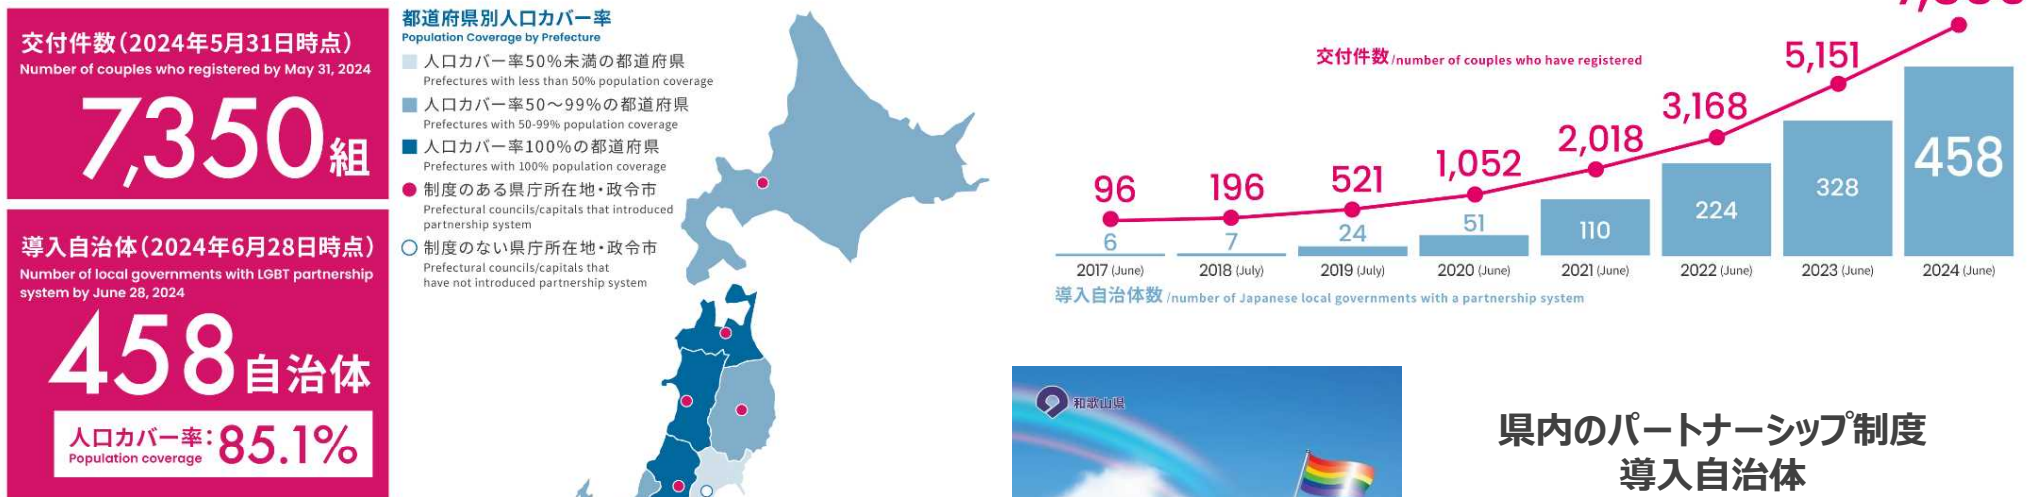 交付件数（2024年5月31日時点）
Number of couples who registered by May 31, 2024
7,350組
導入自治体（2024年6月28日時点）
Number of local governments with LGBT partnership
system by June 28, 2024
458自治体
人口カバー率：85.1%
Population coverage
都道府県別人口カバー率
Population Coverage by Prefecture
人口カバー率50%未満の都道府県
Prefectures with less than 50% population coverage
人口カバー率50〜99%の都道府県
Prefectures with 50-99% population coverage
人口カバー率100%の都道府県
Prefectures with 100% population coverage
制度のある県庁所在地・政令市
Prefectural councils/capitals that introduced
partnership system
制度のない県庁所在地・政令市
Prefectural councils/capitals that
have not introduced partnership system
交付件数/number of couples who have registered
96
196
521
1,052
2,018
3,168
5,151
6
7
24
51
110
224
328
458
2017 (June)
2018 (July)
2019 (July)
2020 (June)
2021 (June)
2022 (June)
2023 (June)
2024 (June)
導入自治体数/number of Japanese local governments with a partnership system
和歌山県
県内のパートナーシップ制度
導入自治体